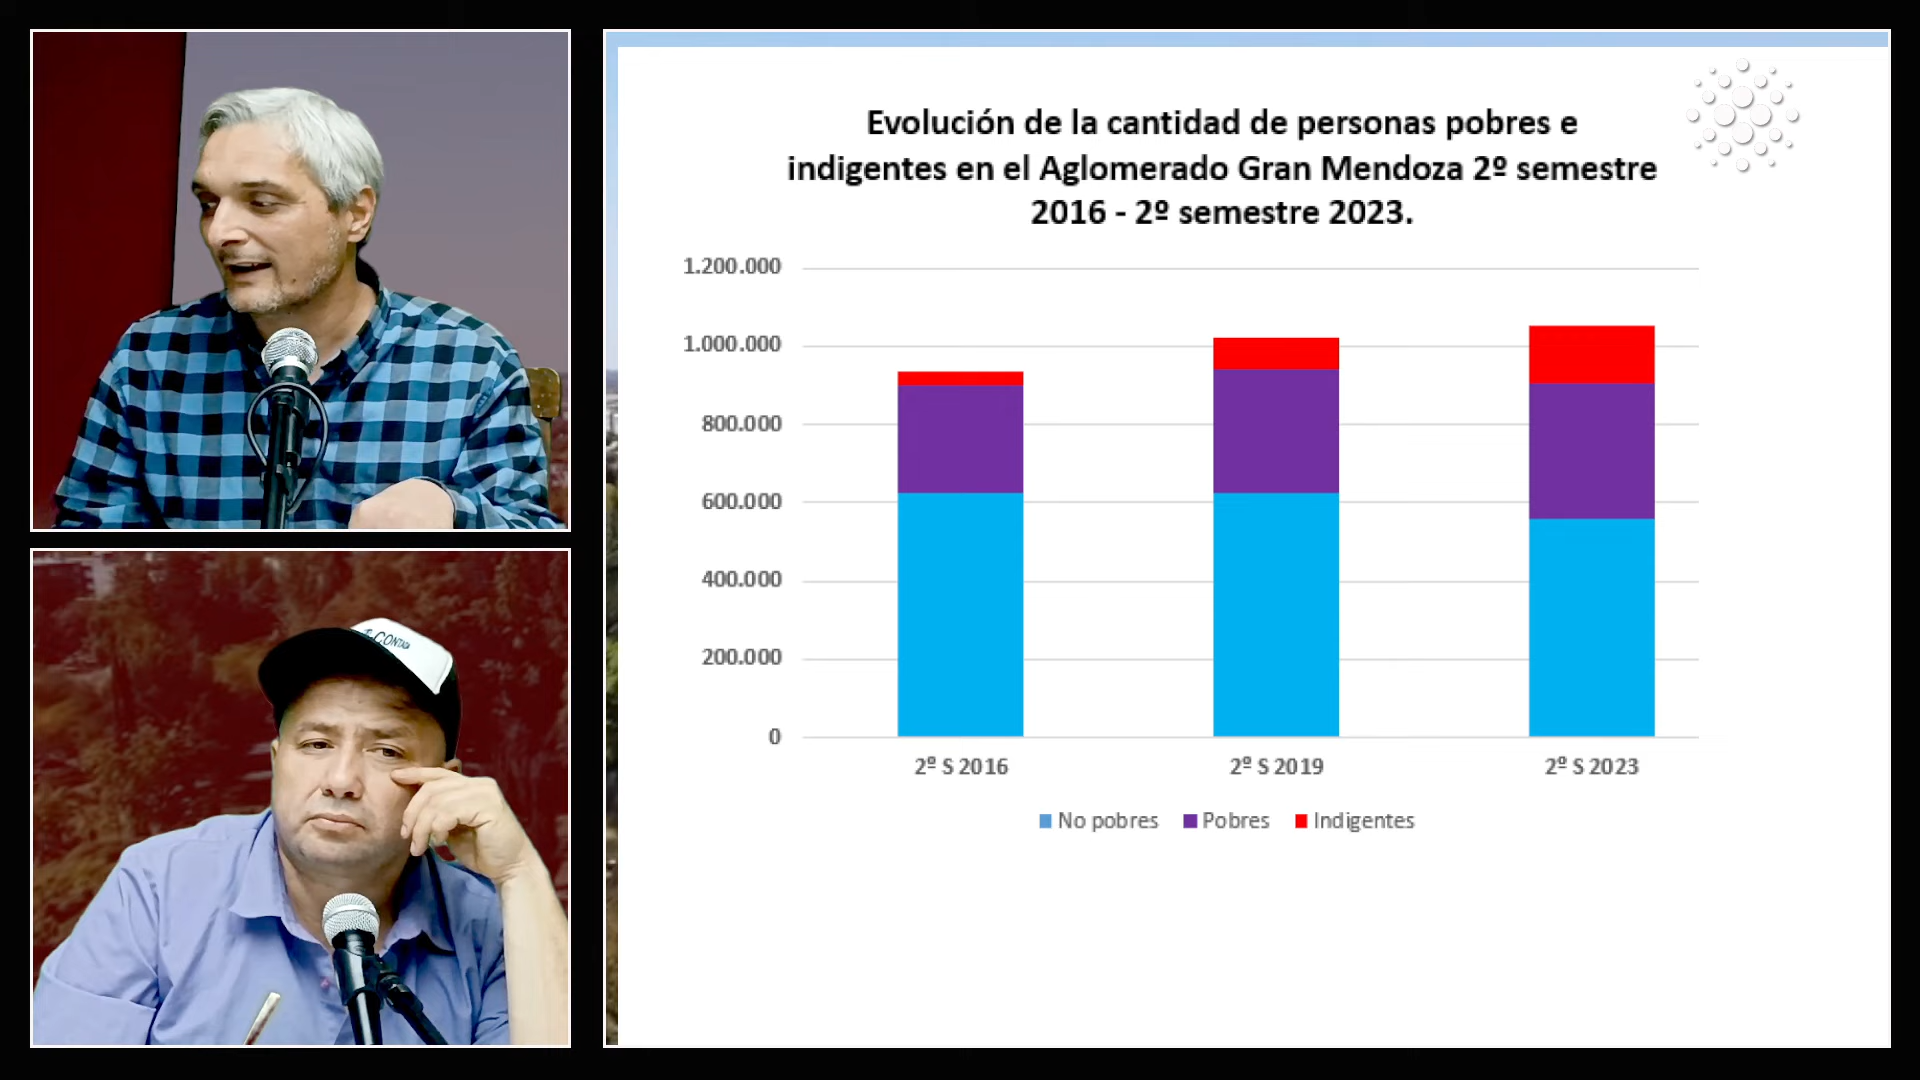 CONTADA
Evolución de la cantidad de personas pobres e
indigentes en el Aglomerado Gran Mendoza 2º semestre
2016 - 2º semestre 2023.
1.200.000
1.000.000
800.000
600.000
400.000
200.000
0
2º S 2016
2º S 2019
2º S 2023
No pobres
Pobres
Indigentes